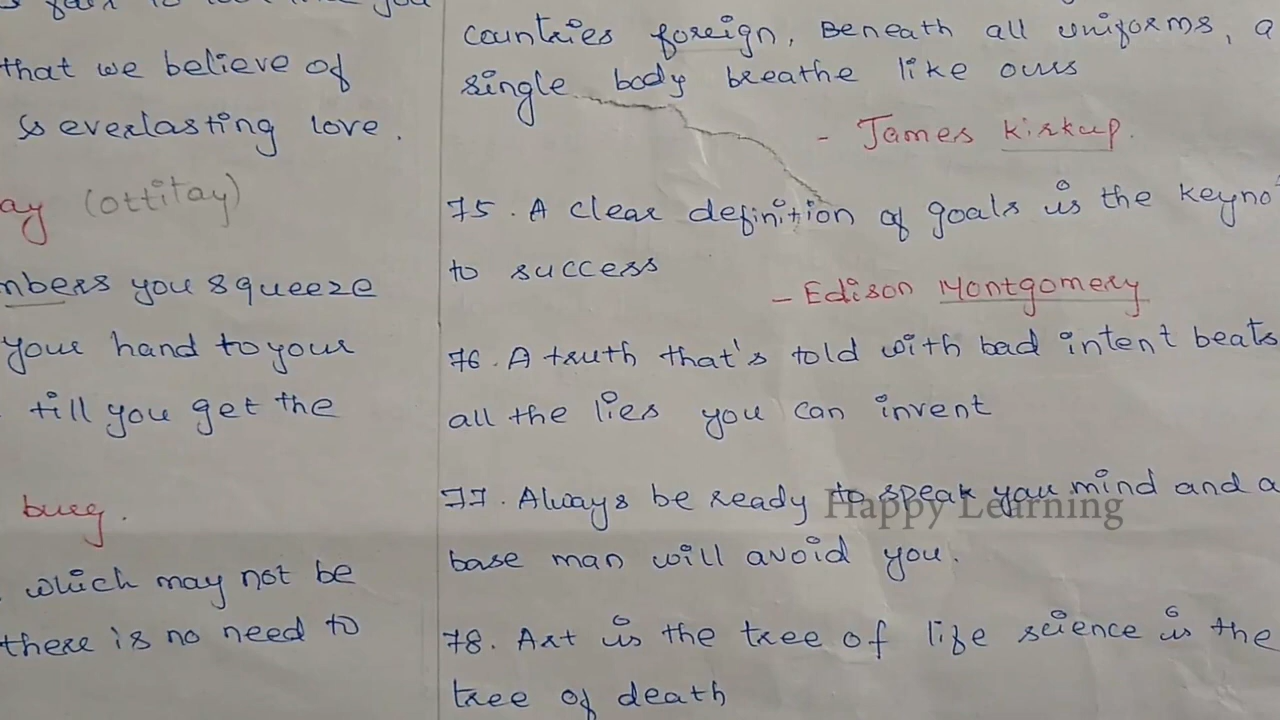 that we believe of
everlasting love.
ay (ottitay)
nbers you squeeze
your hand to your
till you get the
burg.
which may not be
there is no need to
countries foreign, Beneath all uniforms, a
single body breathe like ours
- James Kirkup.
75. A clear definition of goals is the keyno
to success
- Edison Montgomery
76. A truth that's told with bad intent beats
all the lies you can invent
77. Always be ready to speak you mind and a
base man will avoid you.
Happy Learning
78. Art is the tree of life science is the
tree of death